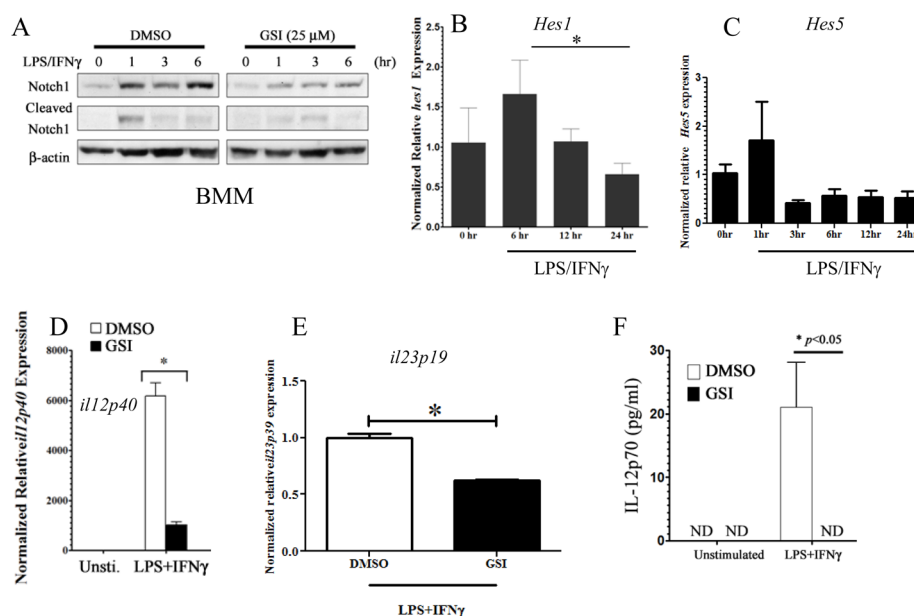 A
DMSO GSI (25 μM)
LPS/IFNγ 0 1 3 6 0 1 3 6 (hr)
Notch1
Cleaved
Notch1
β-actin
BMM
B
Hes1
*
Normalized Relative hes1 Expression
2.5
2.0
1.5
1.0
0.5
0.0
0 hr 6 hr 12 hr 24 hr
LPS/IFNγ
C
Hes5
Normalized relative Hes5 expression
5
4
3
2
1
0
0hr 1hr 3hr 6hr 12hr 24hr
LPS/IFNγ
D
DMSO
GSI
*
il12p40
Normalized Relativeil12p40 Expression
8000
6000
4000
2000
0
Unsti. LPS+IFNγ
E
il23p19
*
Normalized relativeil23p39 expression
1.5
1.0
0.5
0.0
DMSO GSI
LPS+IFNγ
F
* p<0.05
DMSO
GSI
IL-12p70 (pg/ml)
30
20
10
0
ND ND ND
Unstimulated LPS+IFNγ